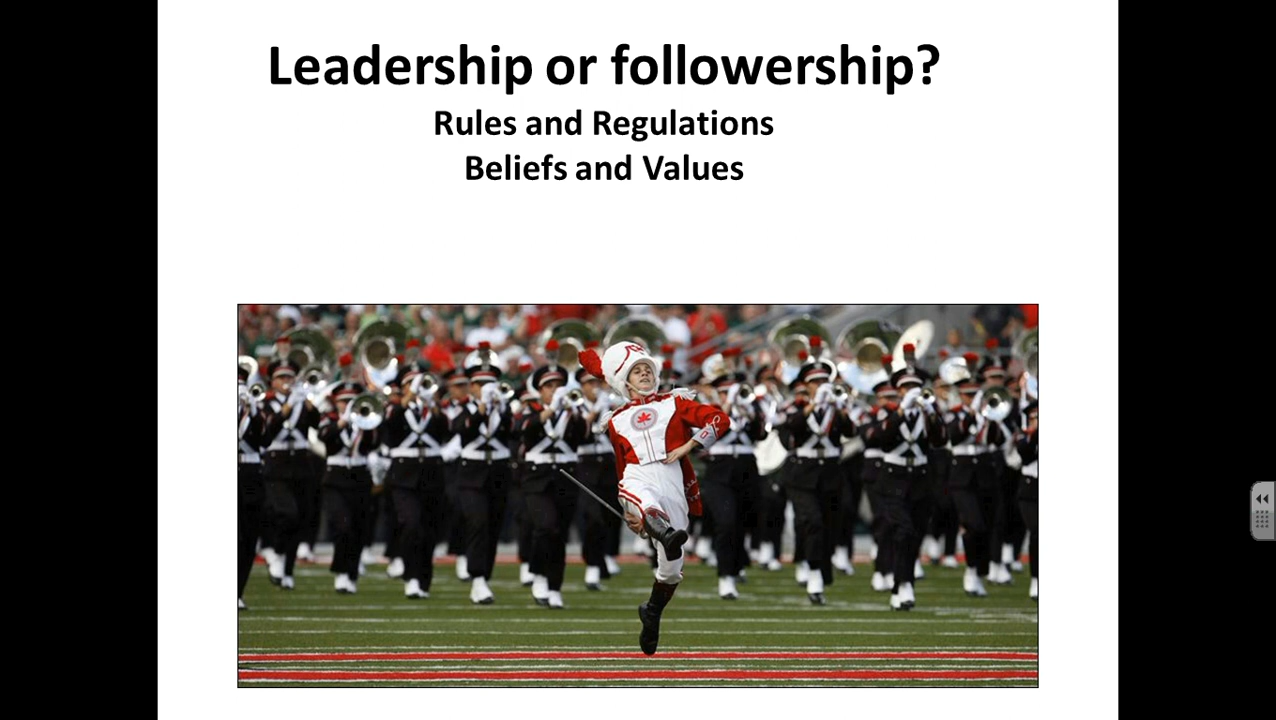 Leadership or followership?
Rules and Regulations
Beliefs and Values